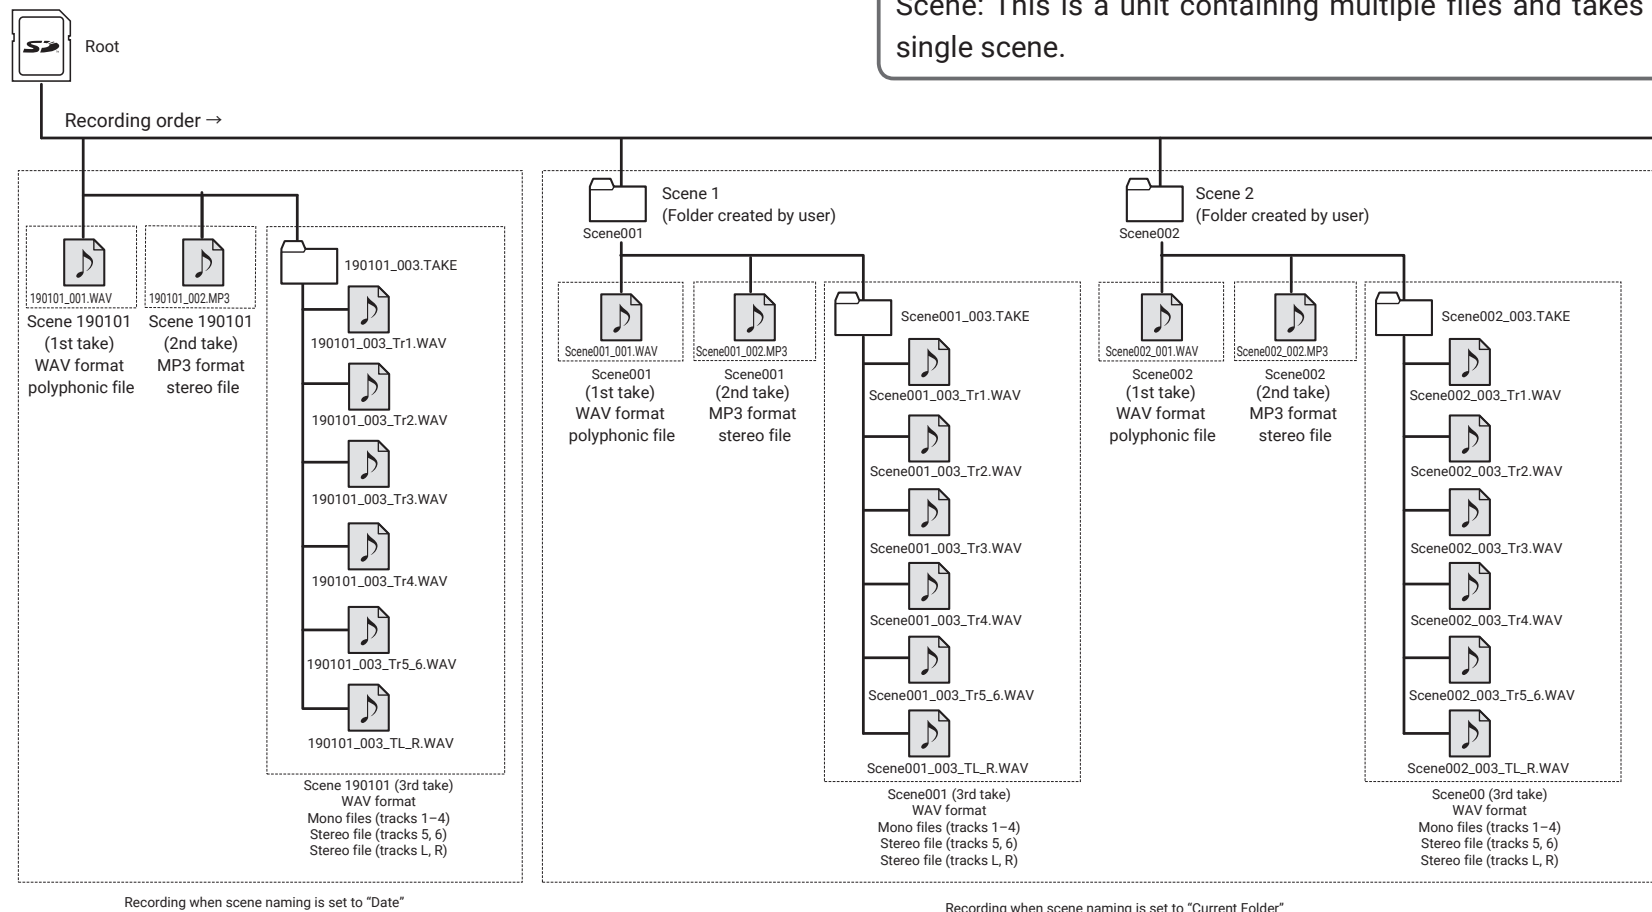 Scene: This is a unit containing multiple files and takes
single scene.
Root
Recording order →
190101_001.WAV
Scene 190101
(1st take)
WAV format
polyphonic file
190101_002.MP3
Scene 190101
(2nd take)
MP3 format
stereo file
190101_003.TAKE
190101_003_Tr1.WAV
190101_003_Tr2.WAV
190101_003_Tr3.WAV
190101_003_Tr4.WAV
190101_003_Tr5_6.WAV
190101_003_TL_R.WAV
Scene 190101 (3rd take)
WAV format
Mono files (tracks 1–4)
Stereo file (tracks 5, 6)
Stereo file (tracks L, R)
Recording when scene naming is set to “Date”
Scene 1
(Folder created by user)
Scene001
Scene001_001.WAV
Scene001
(1st take)
WAV format
polyphonic file
Scene001_002.MP3
Scene001
(2nd take)
MP3 format
stereo file
Scene001_003.TAKE
Scene001_003_Tr1.WAV
Scene001_003_Tr2.WAV
Scene001_003_Tr3.WAV
Scene001_003_Tr4.WAV
Scene001_003_Tr5_6.WAV
Scene001_003_TL_R.WAV
Scene001 (3rd take)
WAV format
Mono files (tracks 1–4)
Stereo file (tracks 5, 6)
Stereo file (tracks L, R)
Scene 2
(Folder created by user)
Scene002
Scene002_001.WAV
Scene002
(1st take)
WAV format
polyphonic file
Scene002_002.MP3
Scene002
(2nd take)
MP3 format
stereo file
Scene002_003.TAKE
Scene002_003_Tr1.WAV
Scene002_003_Tr2.WAV
Scene002_003_Tr3.WAV
Scene002_003_Tr4.WAV
Scene002_003_Tr5_6.WAV
Scene002_003_TL_R.WAV
Scene00 (3rd take)
WAV format
Mono files (tracks 1–4)
Stereo file (tracks 5, 6)
Stereo file (tracks L, R)
Recording when scene naming is set to “Current Folder”